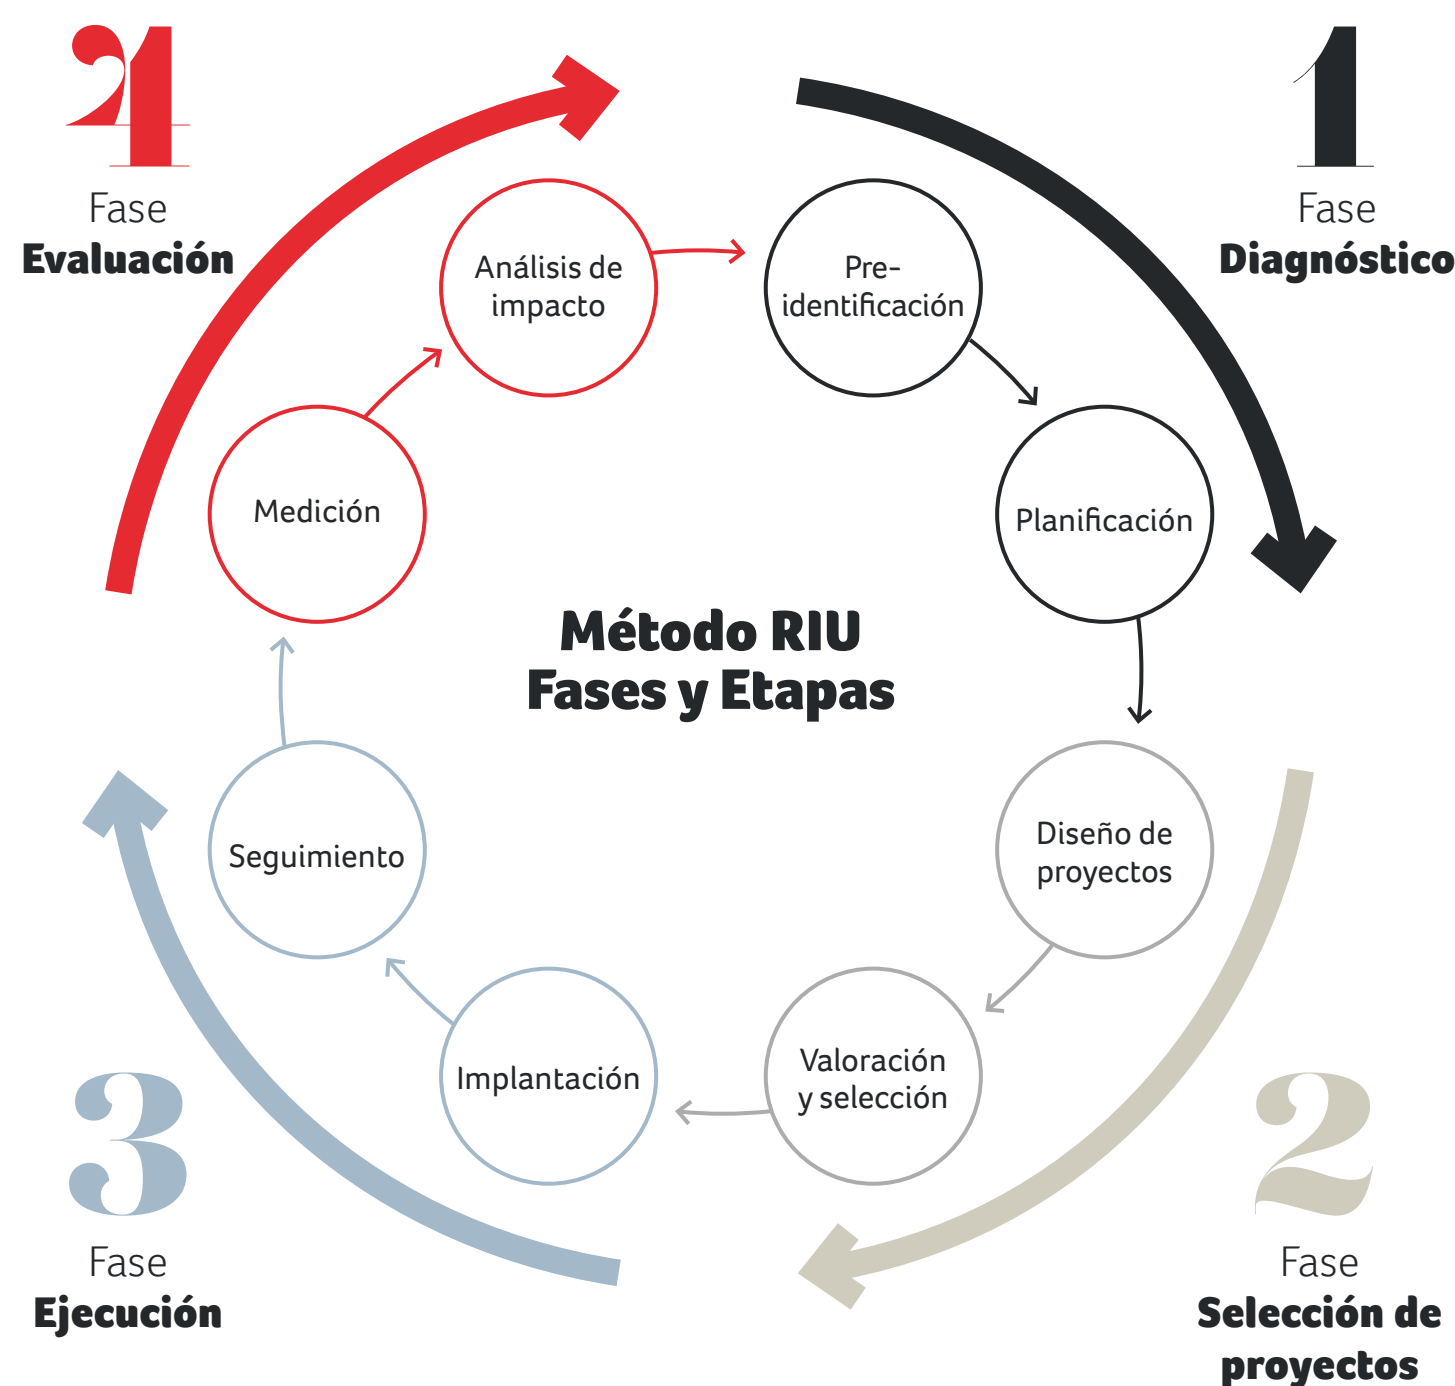 4
Fase
Evaluación
1
Fase
Diagnóstico
Análisis de
impacto
Pre-
identificación
Medición
Planificación
Método RIU
Fases y Etapas
Seguimiento
Diseño de
proyectos
Implantación
Valoración
y selección
3
Fase
Ejecución
2
Fase
Selección de
proyectos